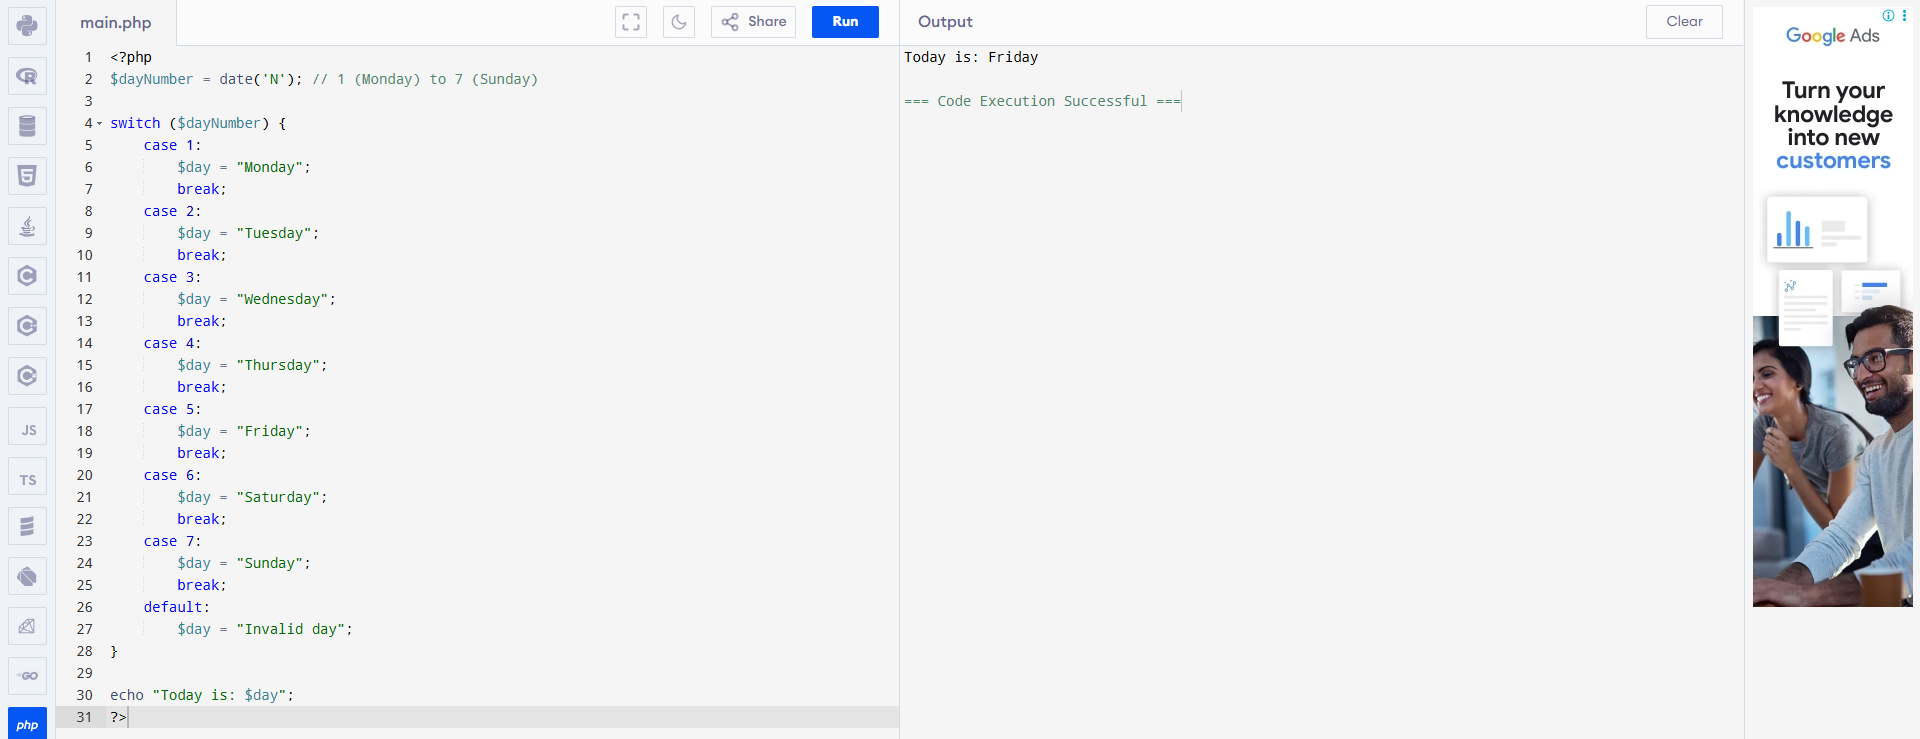 main.php
Share
Run
Output
Clear
1 <?php
2 $dayNumber = date('N'); // 1 (Monday) to 7 (Sunday)
3
4 switch ($dayNumber) {
5     case 1:
6         $day = "Monday";
7         break;
8     case 2:
9         $day = "Tuesday";
10         break;
11     case 3:
12         $day = "Wednesday";
13         break;
14     case 4:
15         $day = "Thursday";
16         break;
17     case 5:
18         $day = "Friday";
19         break;
20     case 6:
21         $day = "Saturday";
22         break;
23     case 7:
24         $day = "Sunday";
25         break;
26     default:
27         $day = "Invalid day";
28 }
29
30 echo "Today is: $day";
31 ?>
Today is: Friday
=== Code Execution Successful ===
JS
TS
GO
php
Google Ads
Turn your
knowledge
into new
customers